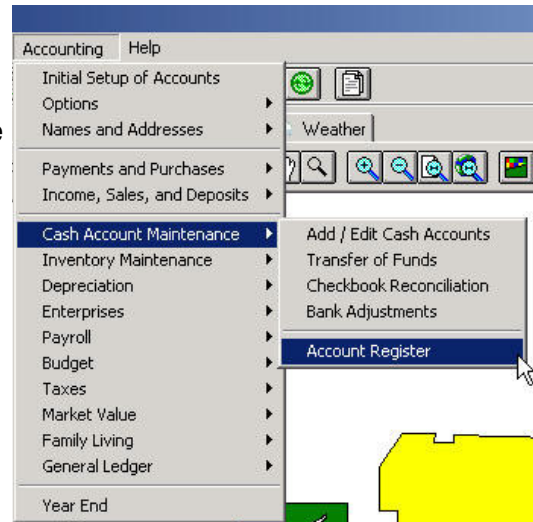 Accounting Help
Initial Setup of Accounts
Options
Names and Addresses
Weather
Payments and Purchases
Income, Sales, and Deposits
Cash Account Maintenance
Add / Edit Cash Accounts
Inventory Maintenance
Transfer of Funds
Depreciation
Checkbook Reconciliation
Enterprises
Bank Adjustments
Payroll
Account Register
Budget
Taxes
Market Value
Family Living
General Ledger
Year End